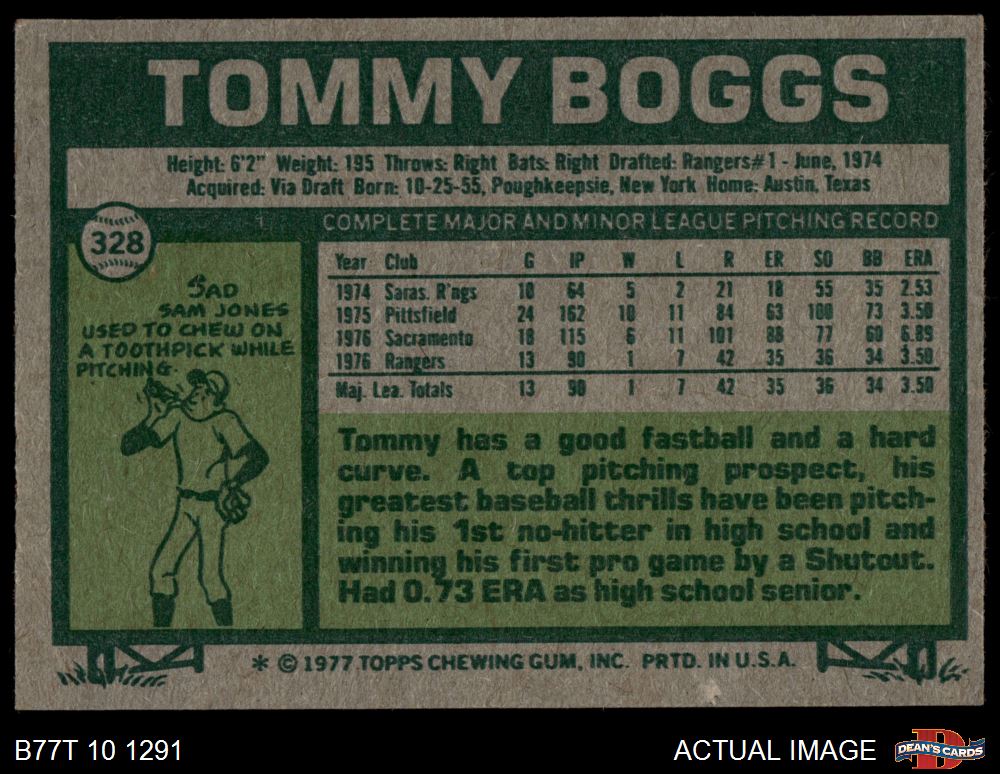 TOMMY BOGGS
Height: 6'2" Weight: 195 Throws: Right Bats: Right Drafted: Rangers#1 - June, 1974
Acquired: Via Draft Born: 10-25-55, Poughkeepsie, New York Home: Austin, Texas
328
COMPLETE MAJOR AND MINOR LEAGUE PITCHING RECORD
Year Club G IP W L R ER SO BB ERA
1974 Saras. R'ngs 10 64 5 2 21 18 55 35 2.53
1975 Pittsfield 24 162 10 11 84 63 100 73 3.50
1976 Sacramento 18 115 6 11 101 88 77 60 6.89
1976 Rangers 13 90 1 7 42 35 36 34 3.50
Maj. Lea. Totals 13 90 1 7 42 35 36 34 3.50
SAD
SAM JONES
USED TO CHEW ON
A TOOTHPICK WHILE
PITCHING.
Tommy has a good fastball and a hard
curve. A top pitching prospect, his
greatest baseball thrills have been pitch-
ing his 1st no-hitter in high school and
winning his first pro game by a Shutout.
Had 0.73 ERA as high school senior.
* © 1977 TOPPS CHEWING GUM, INC. PRTD. IN U.S.A.
B77T 10 1291
ACTUAL IMAGE
D
DEAN'S CARDS